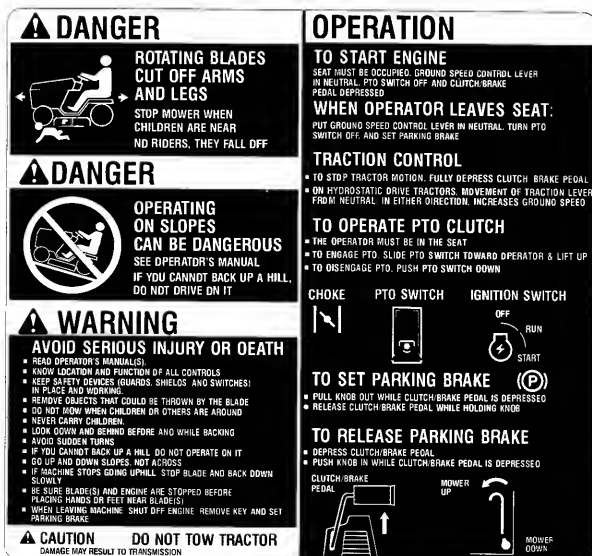 DANGER
ROTATING BLADES
CUT OFF ARMS
AND LEGS
STOP MOWER WHEN
CHILDREN ARE NEAR
NO RIDERS, THEY FALL OFF
DANGER
OPERATING
ON SLOPES
CAN BE DANGEROUS
SEE OPERATOR'S MANUAL
IF YOU CANNOT BACK UP A HILL,
DO NOT DRIVE ON IT
WARNING
AVOID SERIOUS INJURY OR DEATH
▪ READ OPERATOR'S MANUAL(S).
▪ KNOW LOCATION AND FUNCTION OF ALL CONTROLS
▪ KEEP SAFETY DEVICES (GUARDS, SHIELDS AND SWITCHES)
IN PLACE AND WORKING.
▪ REMOVE OBJECTS THAT COULD BE THROWN BY THE BLADE
▪ DO NOT MOW WHEN CHILDREN OR OTHERS ARE AROUND
▪ NEVER CARRY CHILDREN.
▪ LOOK DOWN AND BEHIND BEFORE AND WHILE BACKING
▪ AVOID SUDDEN TURNS
▪ IF YOU CANNOT BACK UP A HILL DO NOT OPERATE ON IT
▪ GO UP AND DOWN SLOPES, NOT ACROSS
▪ IF MACHINE STOPS GOING UPHILL STOP BLADE AND BACK DOWN
SLOWLY
▪ BE SURE BLADE(S) AND ENGINE ARE STOPPED BEFORE
PLACING HANDS OR FEET NEAR BLADE(S)
▪ WHEN LEAVING MACHINE SHUT OFF ENGINE REMOVE KEY AND SET
PARKING BRAKE
CAUTION DO NOT TOW TRACTOR
DAMAGE MAY RESULT TO TRANSMISSION
OPERATION
TO START ENGINE
SEAT MUST BE OCCUPIED. GROUND SPEED CONTROL LEVER
IN NEUTRAL. PTO SWITCH OFF AND CLUTCH/BRAKE
PEDAL DEPRESSED
WHEN OPERATOR LEAVES SEAT:
PUT GROUND SPEED CONTROL LEVER IN NEUTRAL. TURN PTO
SWITCH OFF, AND SET PARKING BRAKE
TRACTION CONTROL
▪ TO STOP TRACTOR MOTION. FULLY DEPRESS CLUTCH BRAKE PEDAL
▪ ON HYDROSTATIC DRIVE TRACTORS. MOVEMENT OF TRACTION LEVER
FROM NEUTRAL IN EITHER DIRECTION. INCREASES GROUND SPEED
TO OPERATE PTO CLUTCH
▪ THE OPERATOR MUST BE IN THE SEAT
▪ TO ENGAGE PTO. SLIDE PTO SWITCH TOWARD OPERATOR & LIFT UP
▪ TO DISENGAGE PTO. PUSH PTO SWITCH DOWN
CHOKE PTO SWITCH IGNITION SWITCH
OFF
RUN
START
TO SET PARKING BRAKE (P)
▪ PULL KNOB OUT WHILE CLUTCH/BRAKE PEDAL IS DEPRESSED
▪ RELEASE CLUTCH/BRAKE PEDAL WHILE HOLDING KNOB
TO RELEASE PARKING BRAKE
▪ DEPRESS CLUTCH/BRAKE PEDAL
▪ PUSH KNOB IN WHILE CLUTCH/BRAKE PEDAL IS DEPRESSED
CLUTCH/BRAKE
PEDAL
MOWER
UP
MOWER
DOWN